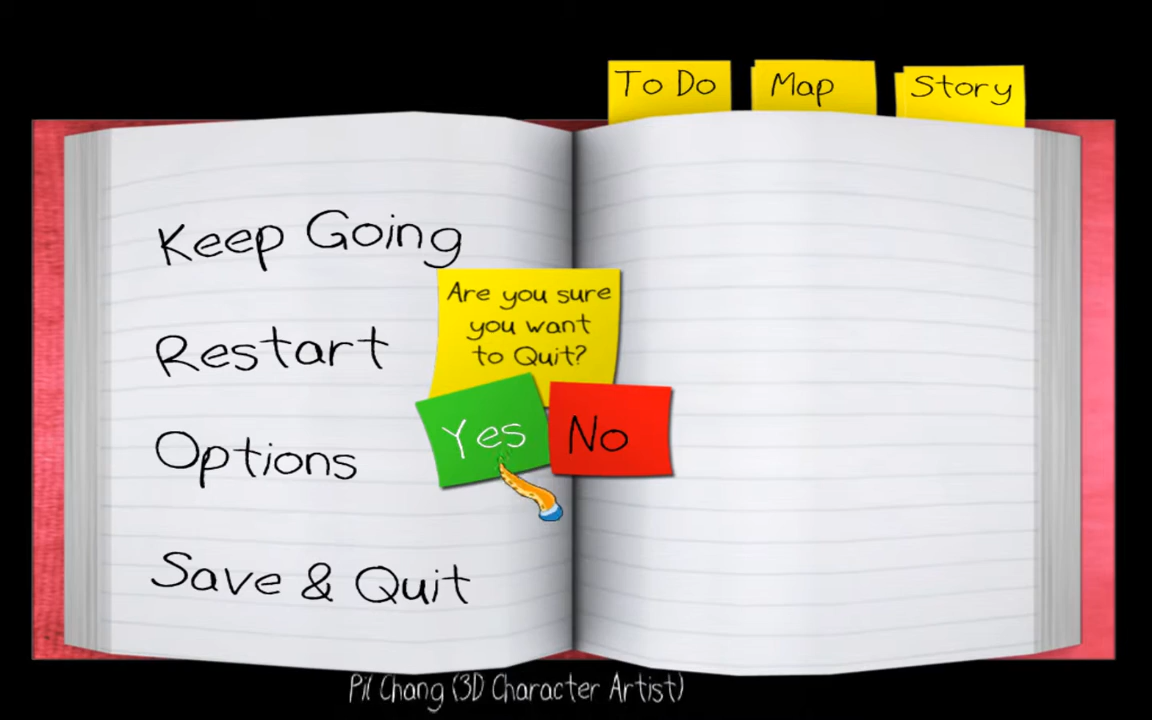 To Do
Map
Story
Keep Going
Are you sure
you want
to Quit?
Restart
Yes
No
Options
Save & Quit
Pil Chang (3D Character Artist)